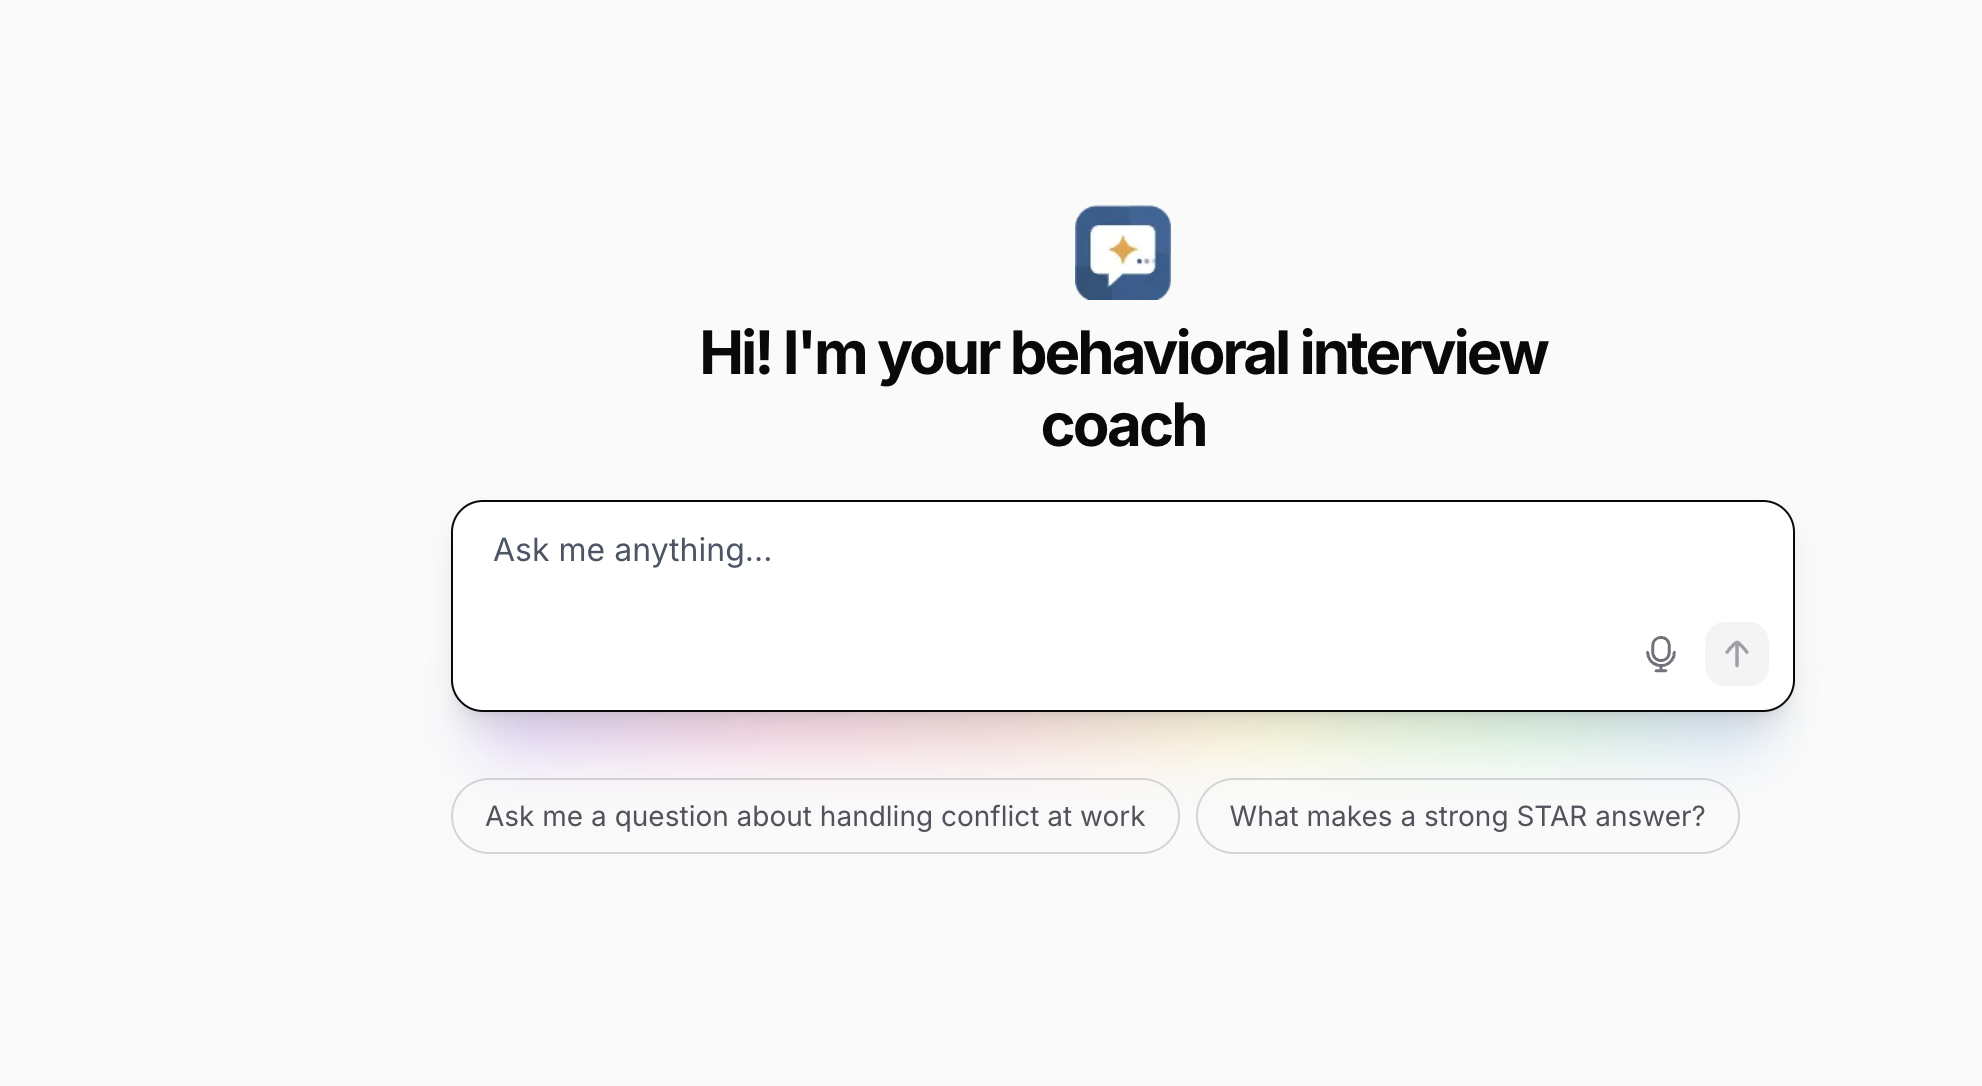 Hi! I'm your behavioral interview
coach
Ask me anything...
Ask me a question about handling conflict at work
What makes a strong STAR answer?